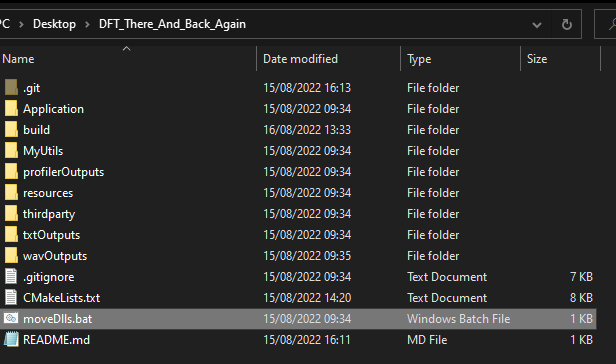 PC > Desktop > DFT_There_And_Back_Again
Name Date modified Type Size
.git 15/08/2022 16:13 File folder
Application 15/08/2022 09:34 File folder
build 16/08/2022 13:33 File folder
MyUtils 15/08/2022 09:34 File folder
profilerOutputs 15/08/2022 09:34 File folder
resources 15/08/2022 09:34 File folder
thirdparty 15/08/2022 09:34 File folder
txtOutputs 15/08/2022 09:34 File folder
wavOutputs 15/08/2022 09:35 File folder
.gitignore 15/08/2022 09:34 Text Document 7 KB
CMakeLists.txt 15/08/2022 14:20 Text Document 8 KB
moveDlls.bat 15/08/2022 09:34 Windows Batch File 1 KB
README.md 15/08/2022 16:11 MD File 1 KB